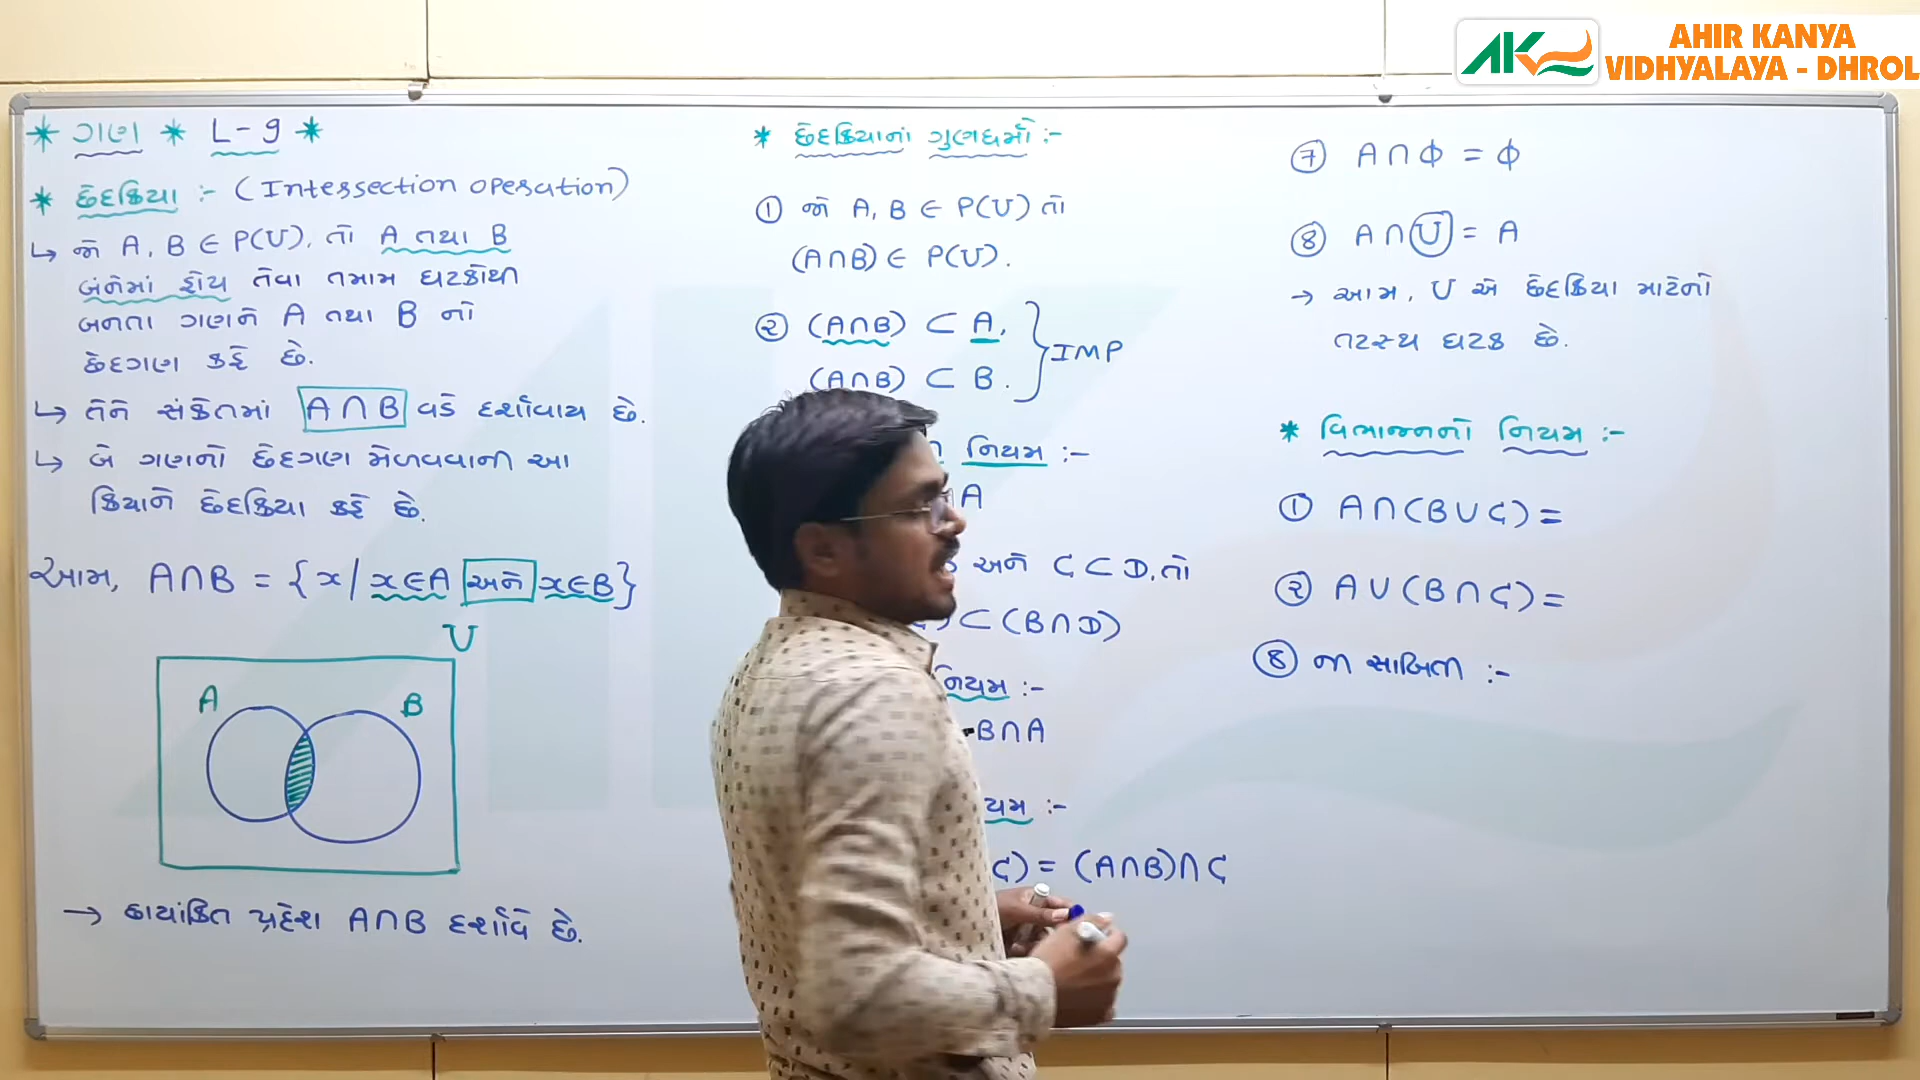 AHIR KANYA
VIDHYALAYA - DHROL
* ગણ * L-9 *
* છેદક્રિયા :- (Intersection operation)
↳ જો A, B ∈ P(U), તો A તથા B
બંનેમાં હોય તેવા તમામ ઘટકોથી
બનતા ગણને A તથા B નો
છેદગણ કહે છે.
↳ તેને સંકેતમાં A∩B વડે દર્શાવાય છે.
↳ બે ગણનો છેદગણ મેળવવાની આ
ક્રિયાને છેદક્રિયા કહે છે.
આમ, A∩B = {x/x∈A અને x∈B}
U
A B
→ છાયાંકિત પ્રદેશ A∩B દર્શાવે છે.
* છેદક્રિયાનાં ગુણધર્મો :-
① જો A, B ∈ P(U) તો
(A∩B) ∈ P(U).
② (A∩B) ⊂ A,
(A∩B) ⊂ B.
IMP
નિયમ :-
A
અને C⊂D, તો
) ⊂ (B∩D)
નિયમ :-
B∩A
યમ :-
C) = (A∩B)∩C
⑦ A∩ϕ = ϕ
⑧ A∩U = A
→ આમ, U એ છેદક્રિયા માટેનો
તટસ્થ ઘટક છે.
* વિભાજનનો નિયમ :-
① A∩(B∪C) =
② A∪(B∩C) =
⑧ ની સાબિતી :-